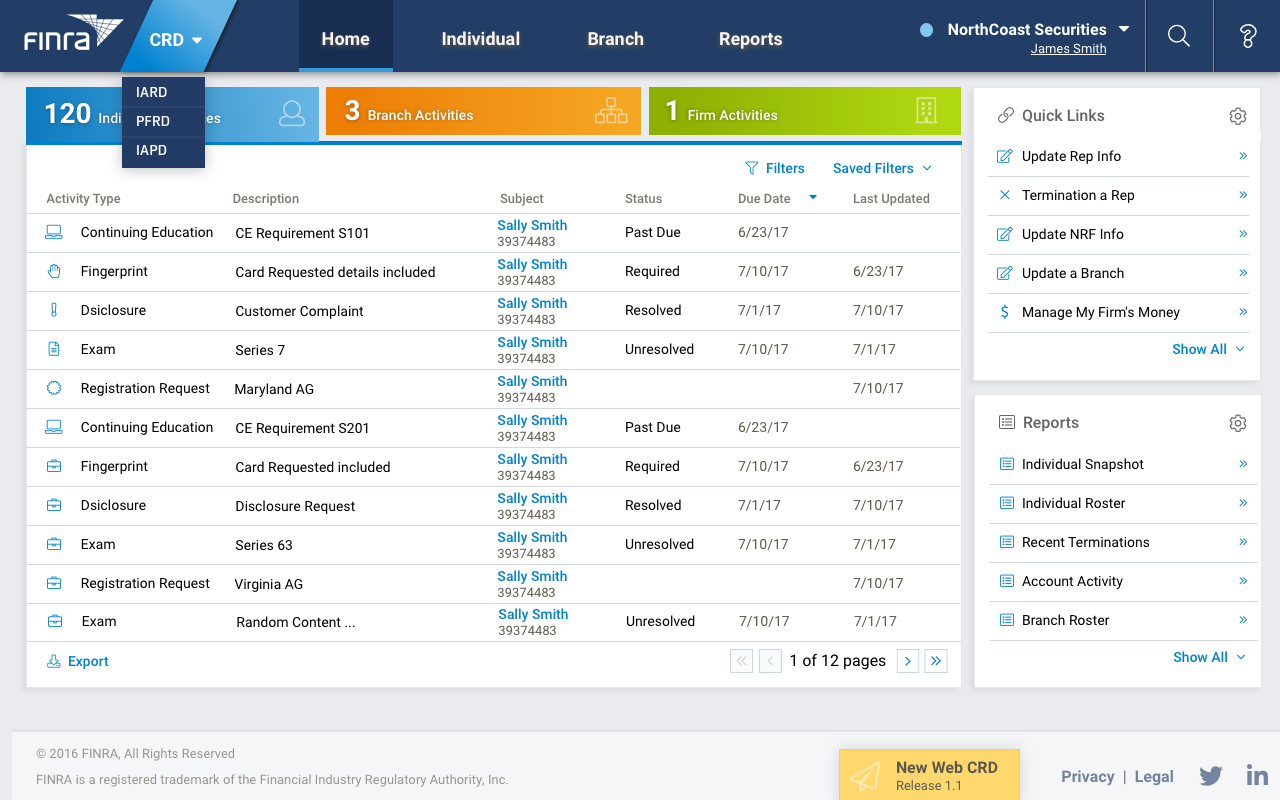 FINRA CRD Home Individual Branch Reports NorthCoast Securities
James Smith
IARD
PFRD
IAPD
120 Indi es
3 Branch Activities
1 Firm Activities
Filters Saved Filters
Activity Type Description Subject Status Due Date Last Updated
Continuing Education CE Requirement S101 Sally Smith 39374483 Past Due 6/23/17
Fingerprint Card Requested details included Sally Smith 39374483 Required 7/10/17 6/23/17
Dsiclosure Customer Complaint Sally Smith 39374483 Resolved 7/1/17 7/10/17
Exam Series 7 Sally Smith 39374483 Unresolved 7/10/17 7/1/17
Registration Request Maryland AG Sally Smith 39374483 7/10/17
Continuing Education CE Requirement S201 Sally Smith 39374483 Past Due 6/23/17
Fingerprint Card Requested included Sally Smith 39374483 Required 7/10/17 6/23/17
Dsiclosure Disclosure Request Sally Smith 39374483 Resolved 7/1/17 7/10/17
Exam Series 63 Sally Smith 39374483 Unresolved 7/10/17 7/1/17
Registration Request Virginia AG Sally Smith 39374483 7/10/17
Exam Random Content ... Sally Smith 39374483 Unresolved 7/10/17 7/1/17
Export 1 of 12 pages
Quick Links
Update Rep Info
Termination a Rep
Update NRF Info
Update a Branch
Manage My Firm's Money
Show All
Reports
Individual Snapshot
Individual Roster
Recent Terminations
Account Activity
Branch Roster
Show All
© 2016 FINRA, All Rights Reserved
FINRA is a registered trademark of the Financial Industry Regulatory Authority, Inc.
New Web CRD
Release 1.1
Privacy | Legal